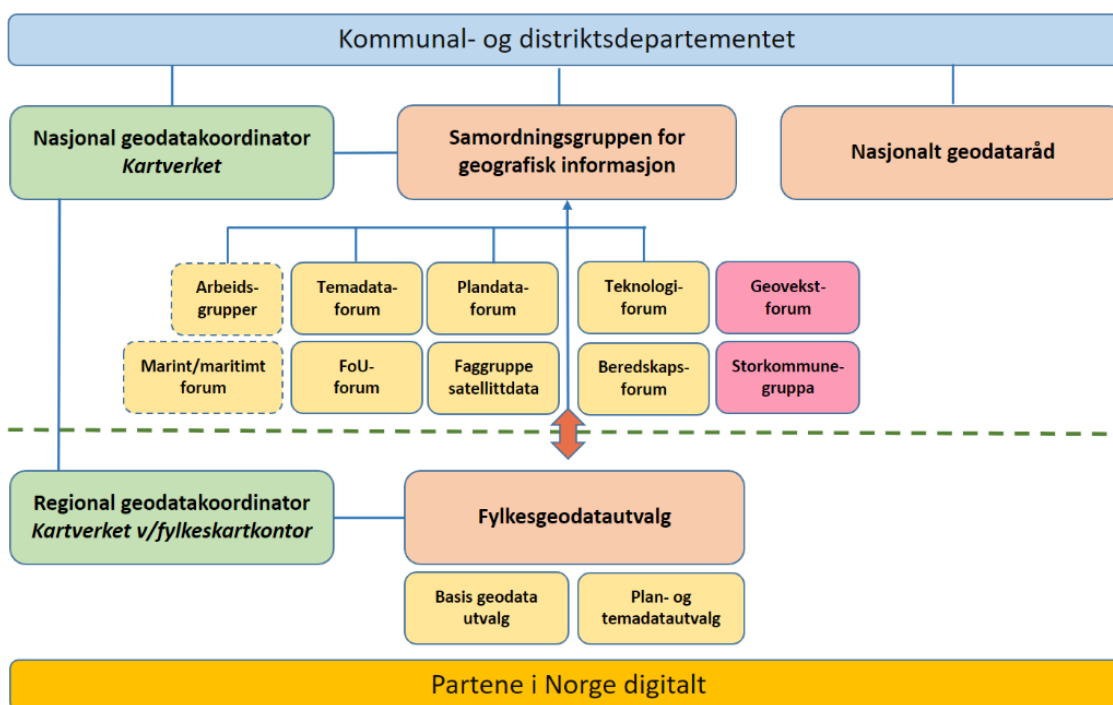 Kommunal- og distriktsdepartementet
Nasjonal geodatakoordinator
Kartverket
Samordningsgruppen for
geografisk informasjon
Nasjonalt geodataråd
Arbeids-
grupper
Temadata-
forum
Plandata-
forum
Teknologi-
forum
Geovekst-
forum
Marint/maritimt
forum
FoU-
forum
Faggruppe
satellittdata
Beredskaps-
forum
Storkommune-
gruppa
Regional geodatakoordinator
Kartverket v/fylkeskartkontor
Fylkesgeodatautvalg
Basis geodata
utvalg
Plan- og
temadatautvalg
Partene i Norge digitalt